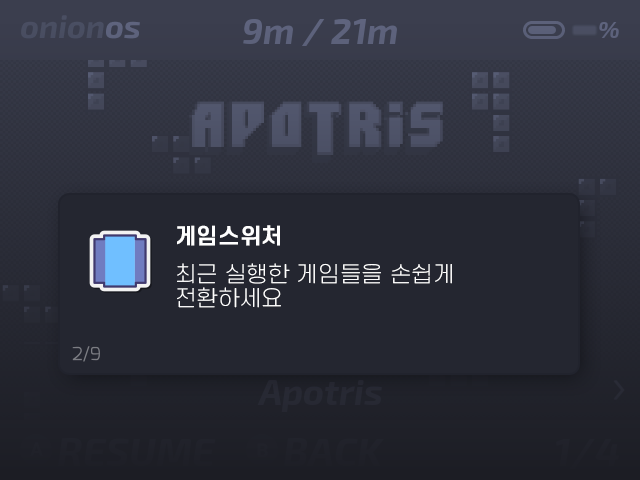 onionos
9m / 21m
%
APOTRIS
게임스위처
최근 실행한 게임들을 손쉽게
전환하세요
2/9
Apotris
RESUME
BACK
1/4